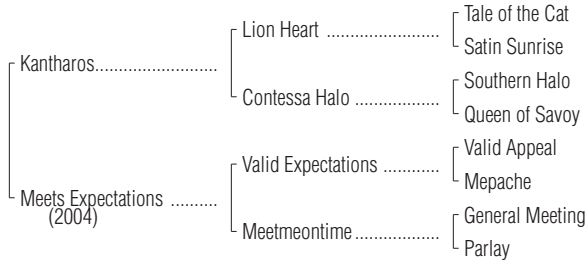 Tale of the Cat
Lion Heart ........................
Satin Sunrise
Kantharos..........................
Southern Halo
Contessa Halo ..................
Queen of Savoy
Valid Appeal
Valid Expectations ............
Mepache
Meets Expectations ..........
(2004)
General Meeting
Meetmeontime ..................
Parlay